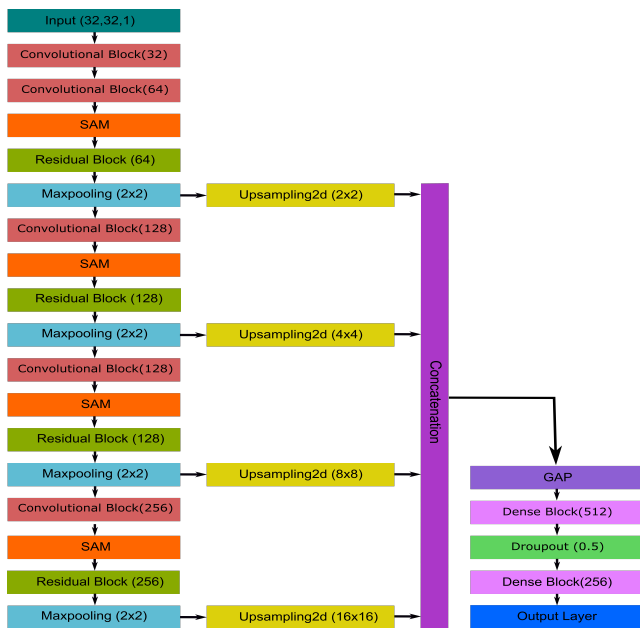 Input (32,32,1)
Convolutional Block(32)
Convolutional Block(64)
SAM
Residual Block (64)
Maxpooling (2x2)
Upsampling2d (2x2)
Convolutional Block(128)
SAM
Residual Block (128)
Maxpooling (2x2)
Upsampling2d (4x4)
Convolutional Block(128)
SAM
Residual Block (128)
Maxpooling (2x2)
Upsampling2d (8x8)
Convolutional Block(256)
SAM
Residual Block (256)
Maxpooling (2x2)
Upsampling2d (16x16)
Concatenation
GAP
Dense Block(512)
Droupout (0.5)
Dense Block(256)
Output Layer